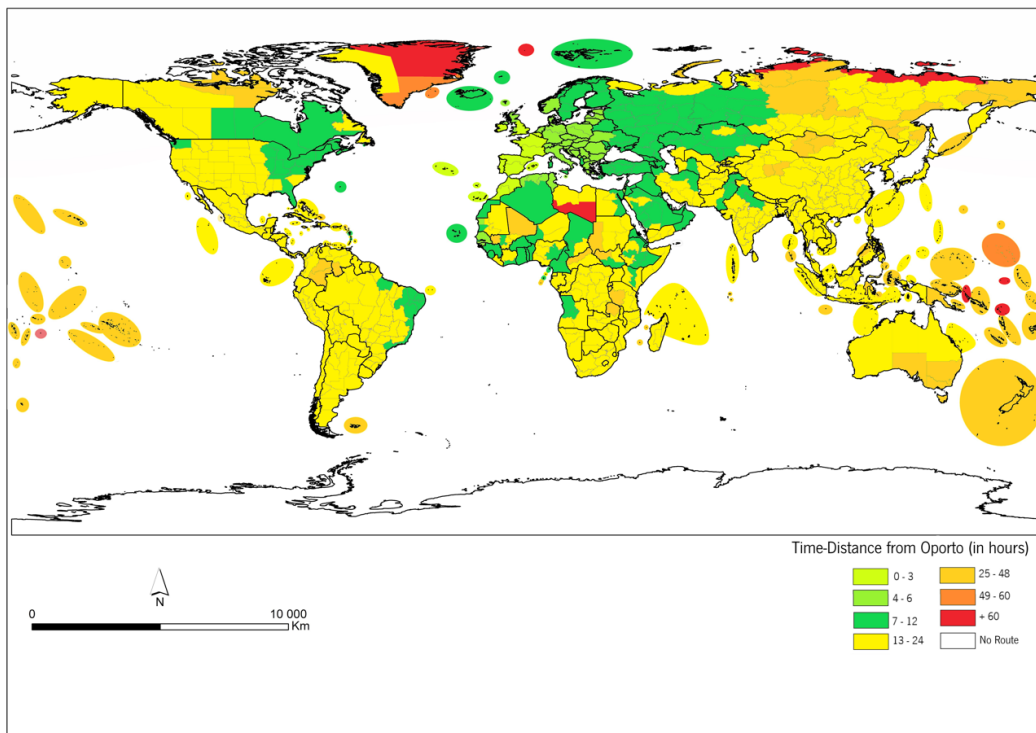 Time-Distance from Oporto (in hours)
0 - 3
4 - 6
7 - 12
13 - 24
25 - 48
49 - 60
+ 60
No Route
N
0
10 000
Km